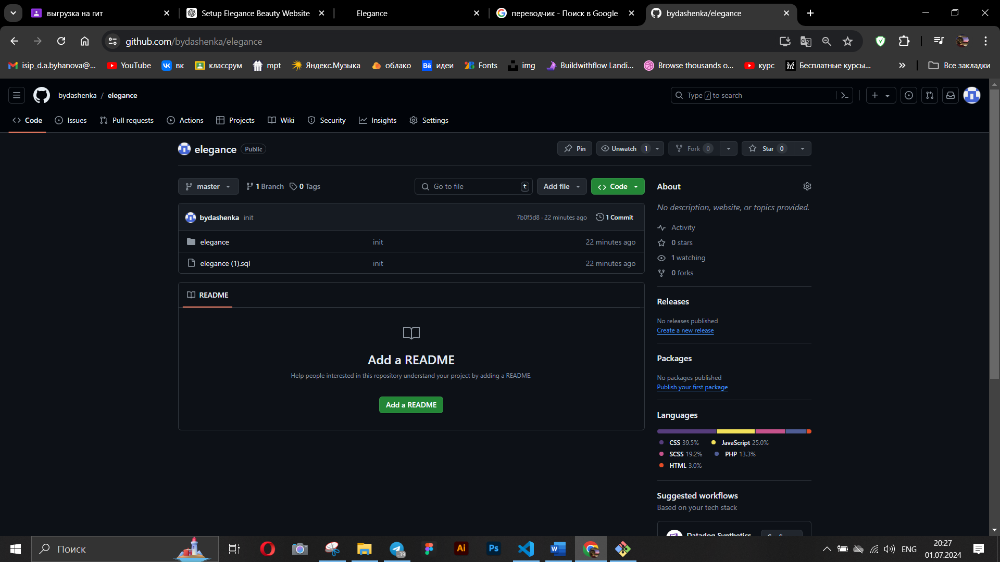 выгрузка на гит
Setup Elegance Beauty Website
Elegance
переводчик - Поиск в Google
bydashenka/elegance
github.com/bydashenka/elegance
isip_d.a.byhanova@...
YouTube
вк
классрум
mpt
Яндекс.Музыка
облако
Bē
идеи
Fonts
img
Buildwithflow Landi...
Browse thousands o...
курс
Бесплатные курсы...
Все закладки
bydashenka / elegance
Type / to search
Code
Issues
Pull requests
Actions
Projects
Wiki
Security
Insights
Settings
elegance
Public
Pin
Unwatch 1
Fork 0
Star 0
master
1 Branch
0 Tags
Go to file
t
Add file
Code
bydashenka init
7b0f5d8 · 22 minutes ago
1 Commit
elegance
init
22 minutes ago
elegance (1).sql
init
22 minutes ago
README
Add a README
Help people interested in this repository understand your project by adding a README.
Add a README
About
No description, website, or topics provided.
Activity
0 stars
1 watching
0 forks
Releases
No releases published
Create a new release
Packages
No packages published
Publish your first package
Languages
CSS 39.5%
JavaScript 25.0%
SCSS 19.2%
PHP 13.3%
HTML 3.0%
Suggested workflows
Based on your tech stack
Datadog Synthetics
Поиск
39
Ai
Ps
ENG
20:27
01.07.2024